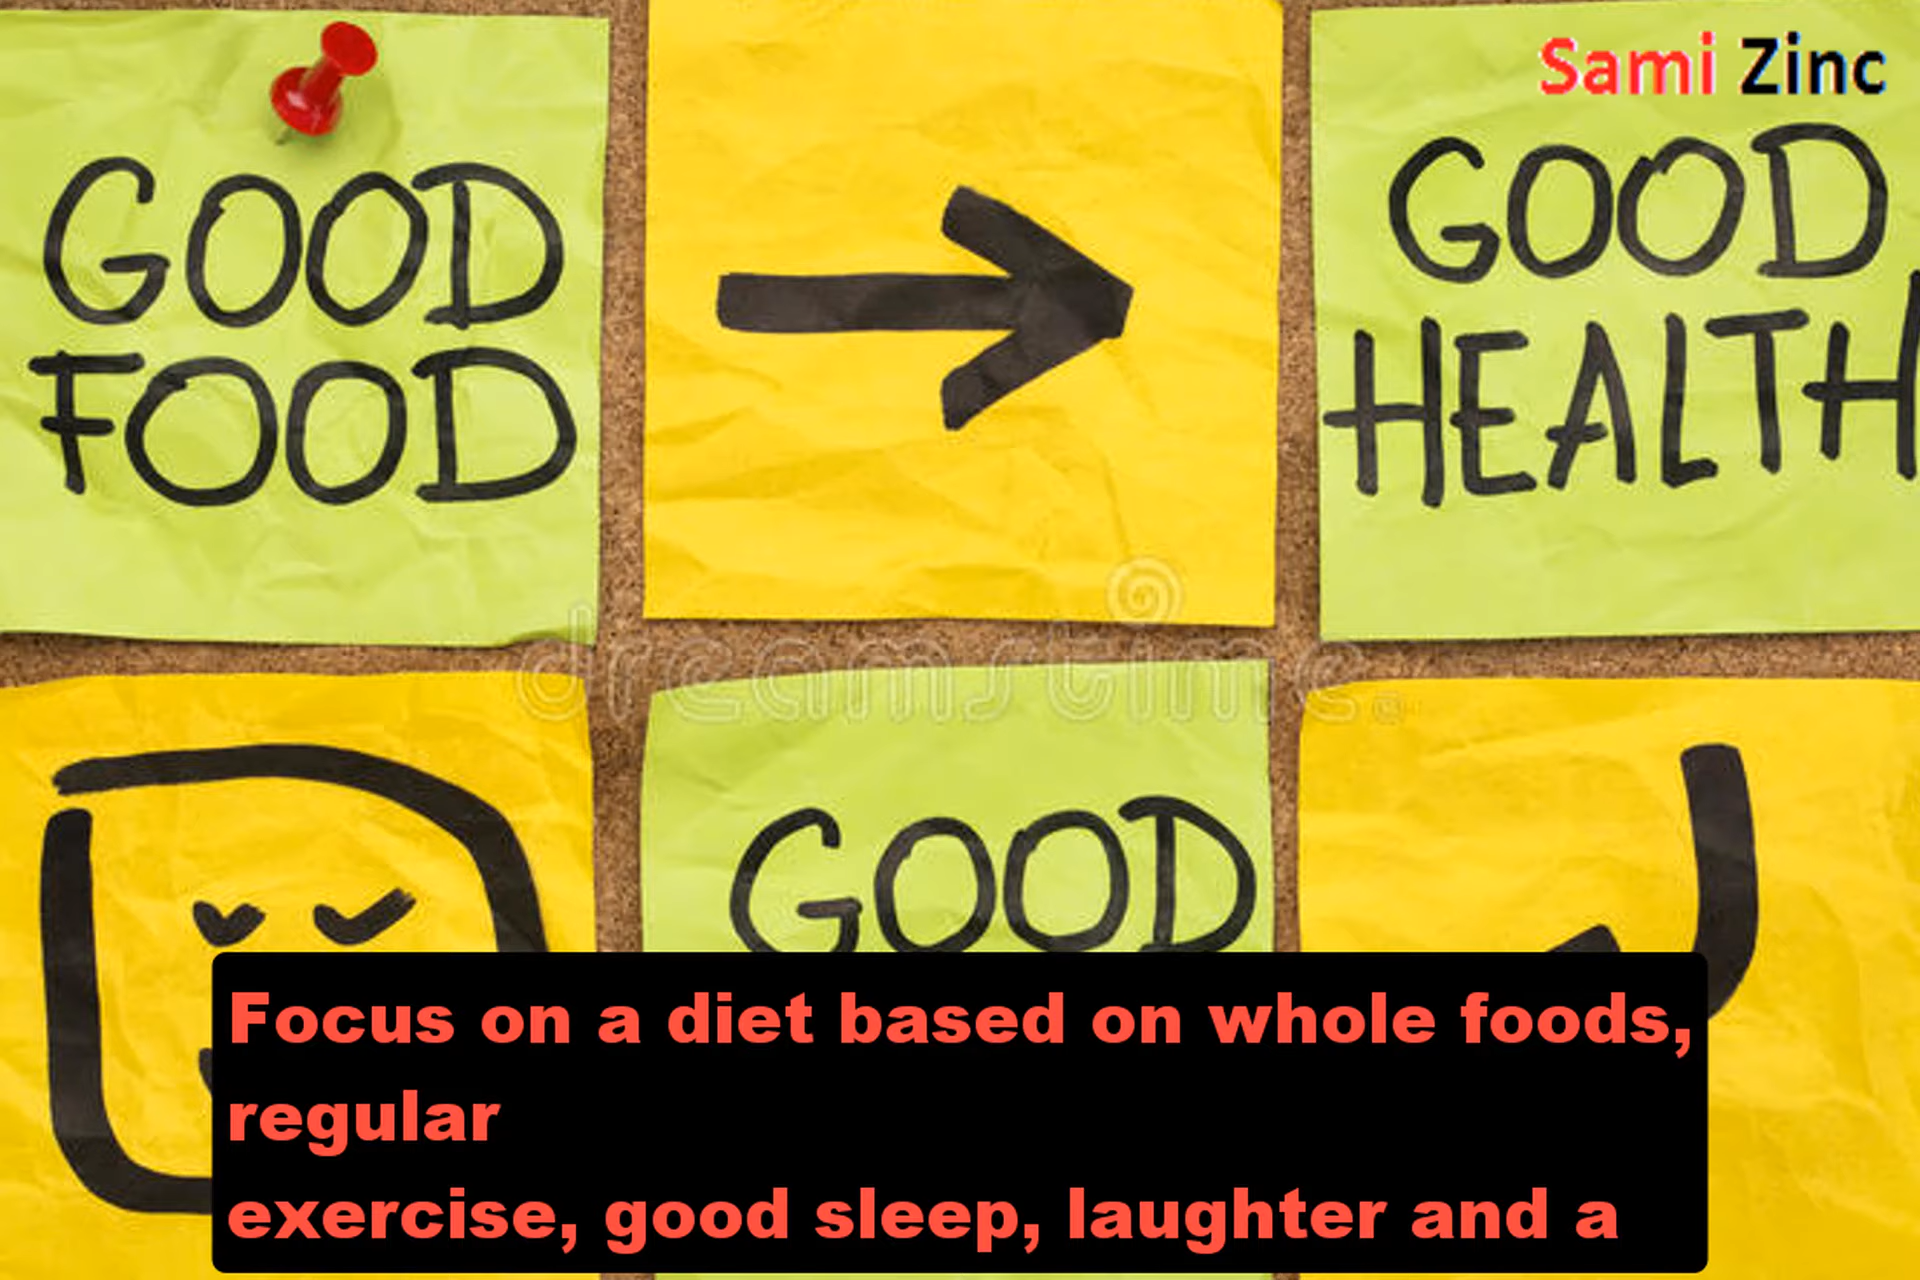 Sami Zinc
GOOD
FOOD
GOOD
HEALTH
dreamstime
GOOD
Focus on a diet based on whole foods,
regular
exercise, good sleep, laughter and a